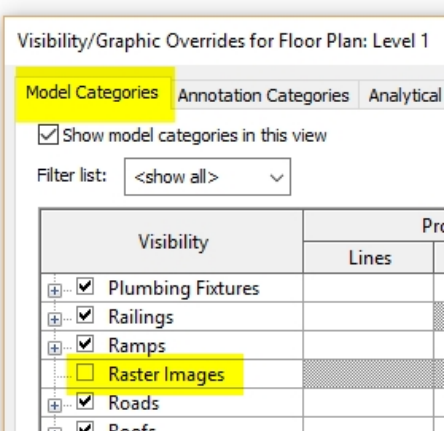 Visibility/Graphic Overrides for Floor Plan: Level 1
Model Categories Annotation Categories Analytical
Show model categories in this view
Filter list: <show all>
Visibility
Lines
Plumbing Fixtures
Railings
Ramps
Raster Images
Roads